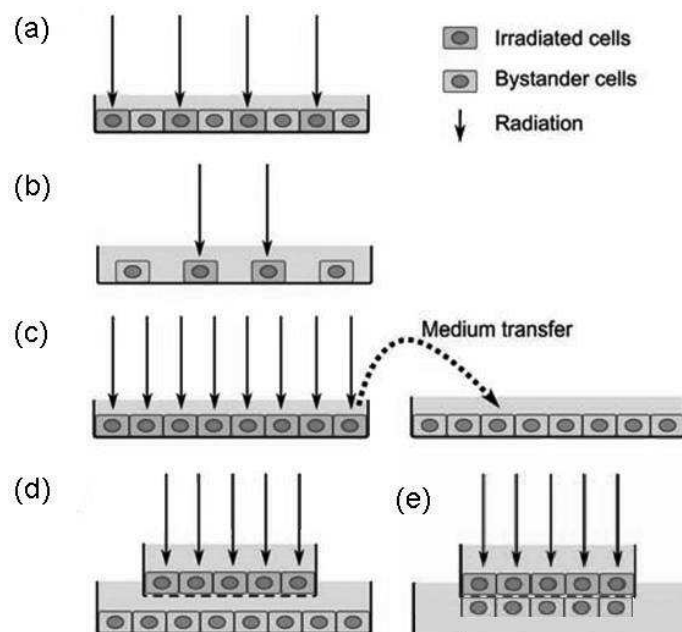 (a)
Irradiated cells
Bystander cells
Radiation
(b)
(c)
Medium transfer
(d)
(e)